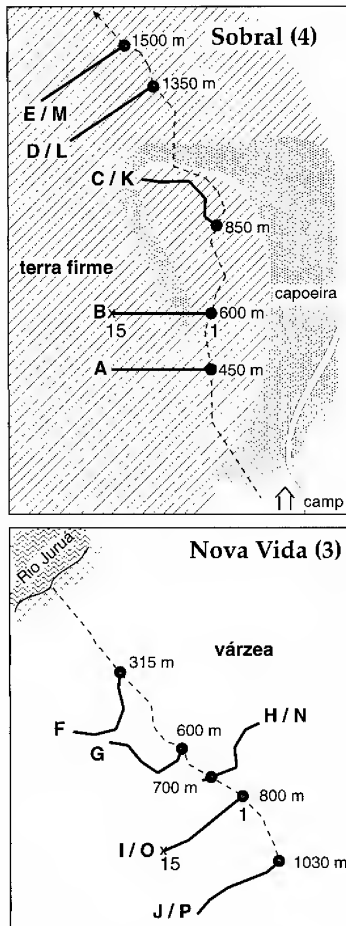 Sobral (4)
1500 m
1350 m
E / M
D / L
C / K
850 m
terra firme
capoeira
B
600 m
15
1
A
450 m
camp
Nova Vida (3)
Rio Juruá
várzea
315 m
H / N
F
600 m
G
700 m
800 m
1
I / O
15
1030 m
J / P